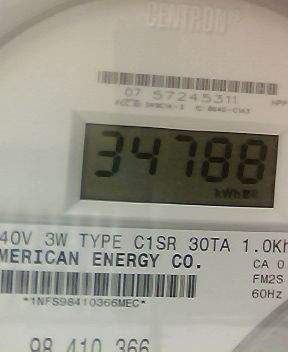 CENTRON®
07 57245311
34788
kWh
40V 3W TYPE C1SR 30TA 1.0Kh
MERICAN ENERGY CO.
CA 0
FM2S
60Hz
*1NFS98410366MEC*
98 410 366